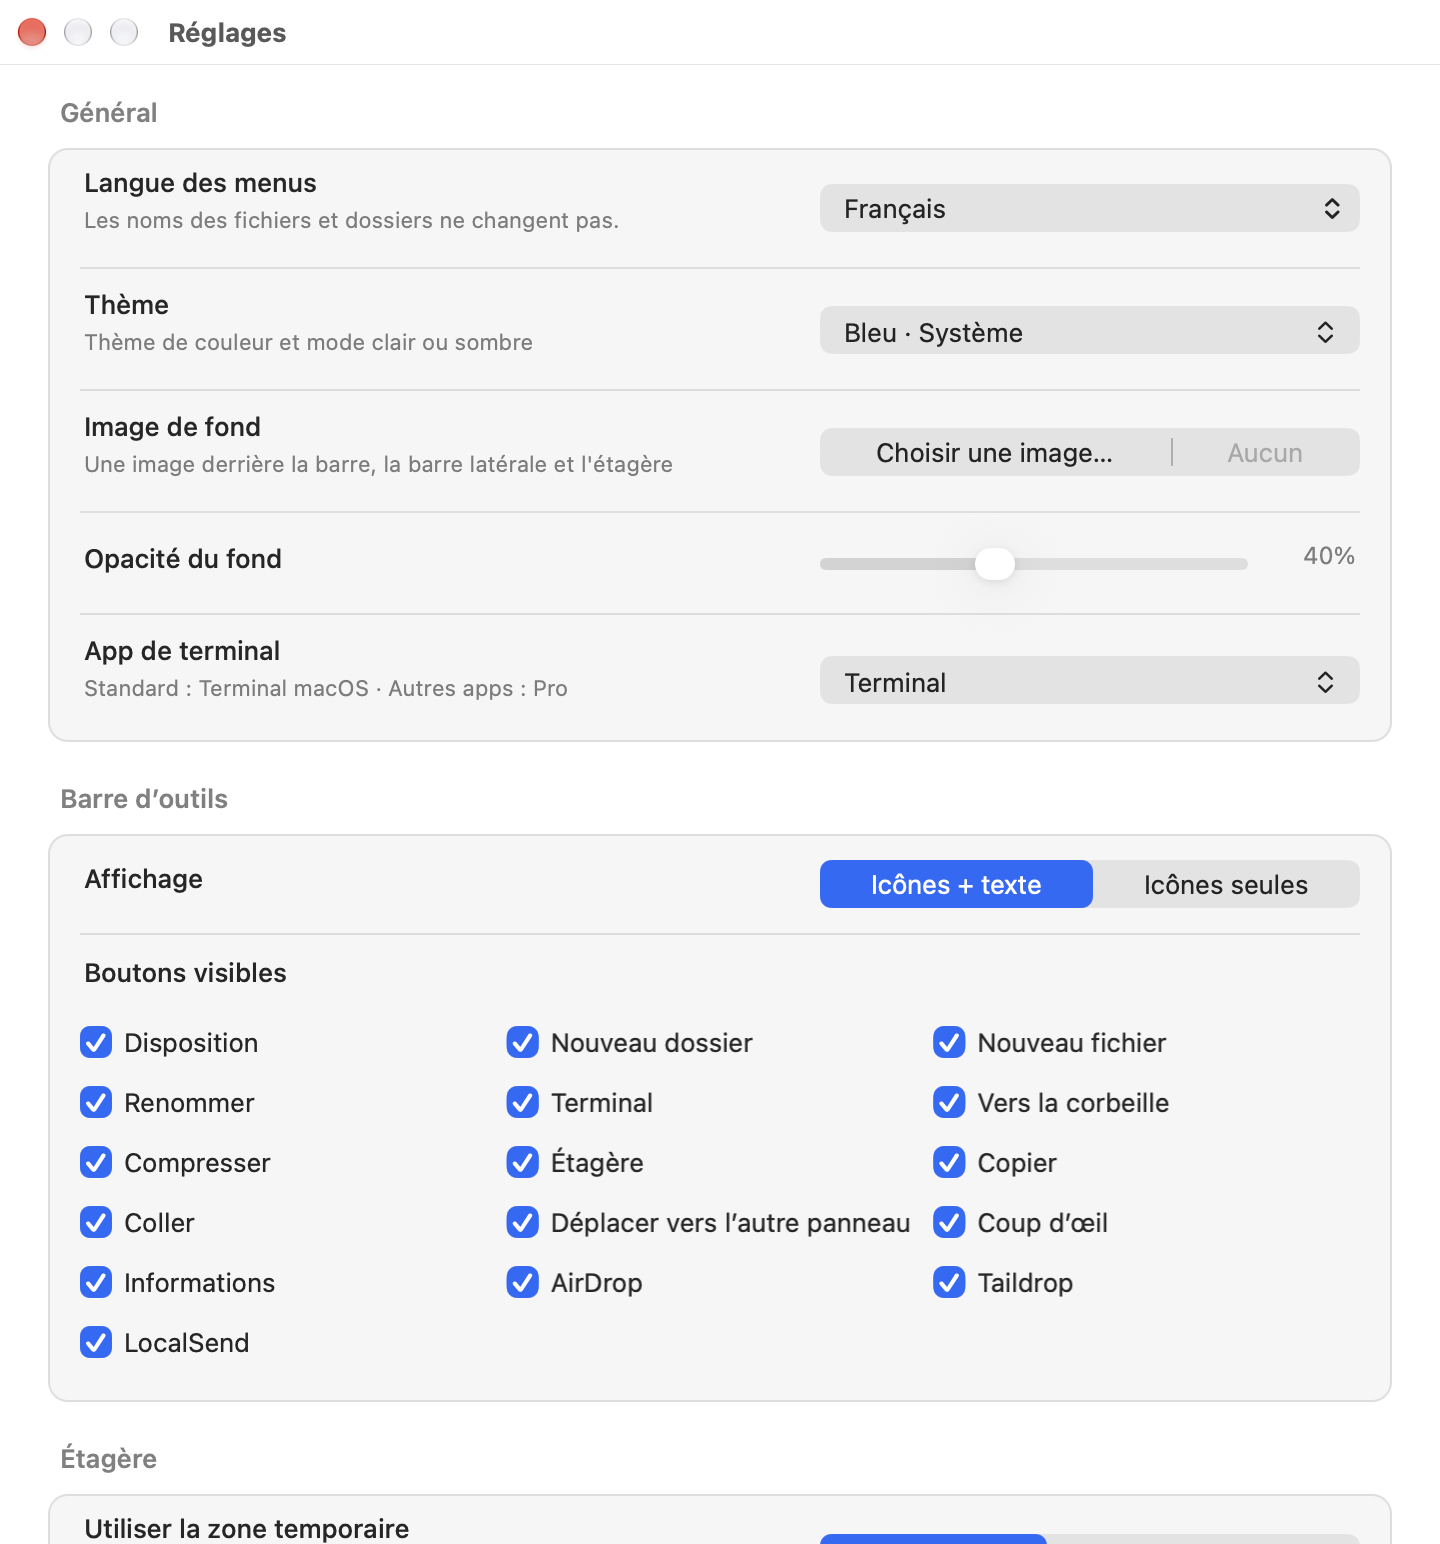 Réglages
Général
Langue des menus
Les noms des fichiers et dossiers ne changent pas.
Français
Thème
Thème de couleur et mode clair ou sombre
Bleu · Système
Image de fond
Une image derrière la barre, la barre latérale et l'étagère
Choisir une image... Aucun
Opacité du fond
40%
App de terminal
Standard : Terminal macOS · Autres apps : Pro
Terminal
Barre d’outils
Affichage
Icônes + texte Icônes seules
Boutons visibles
Disposition Nouveau dossier Nouveau fichier
Renommer Terminal Vers la corbeille
Compresser Étagère Copier
Coller Déplacer vers l’autre panneau Coup d’œil
Informations AirDrop Taildrop
LocalSend
Étagère
Utiliser la zone temporaire